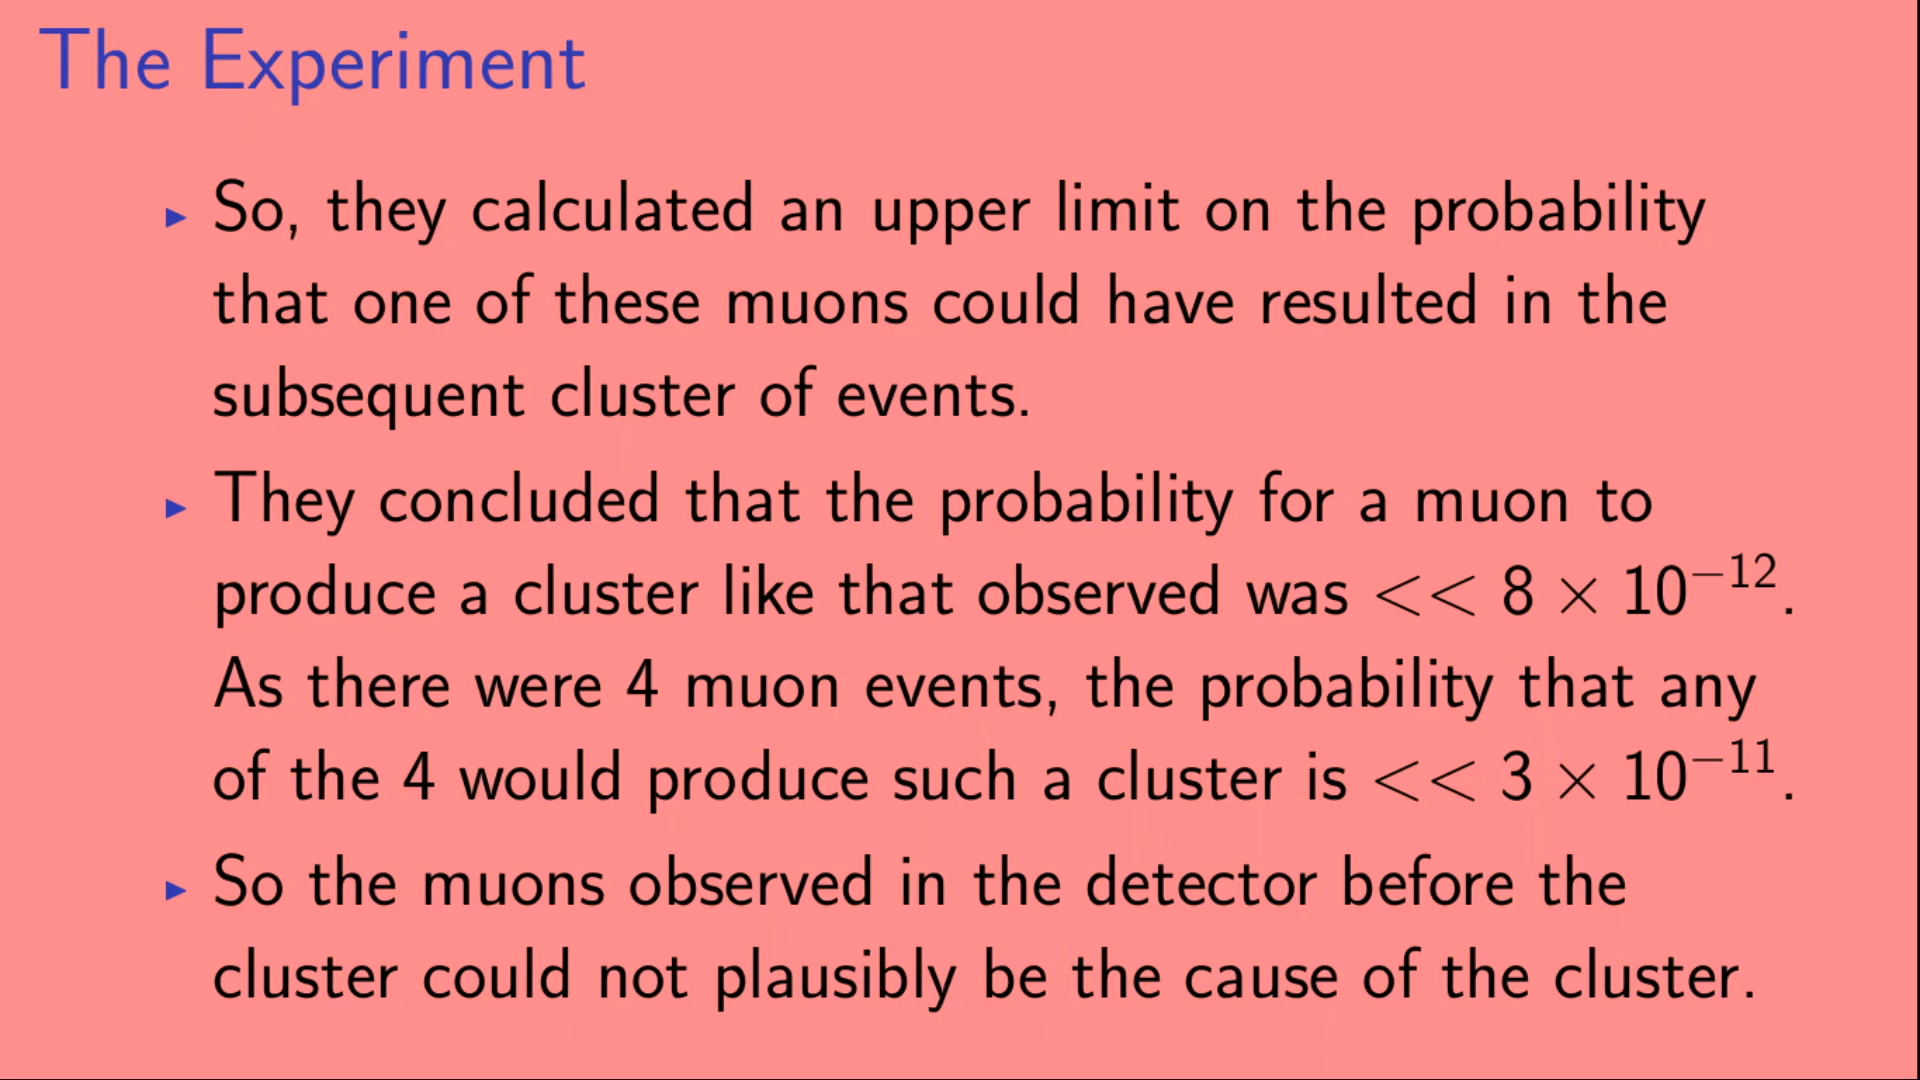 The Experiment
▸ So, they calculated an upper limit on the probability
that one of these muons could have resulted in the
subsequent cluster of events.
▸ They concluded that the probability for a muon to
produce a cluster like that observed was << 8 × 10⁻¹².
As there were 4 muon events, the probability that any
of the 4 would produce such a cluster is << 3 × 10⁻¹¹.
▸ So the muons observed in the detector before the
cluster could not plausibly be the cause of the cluster.